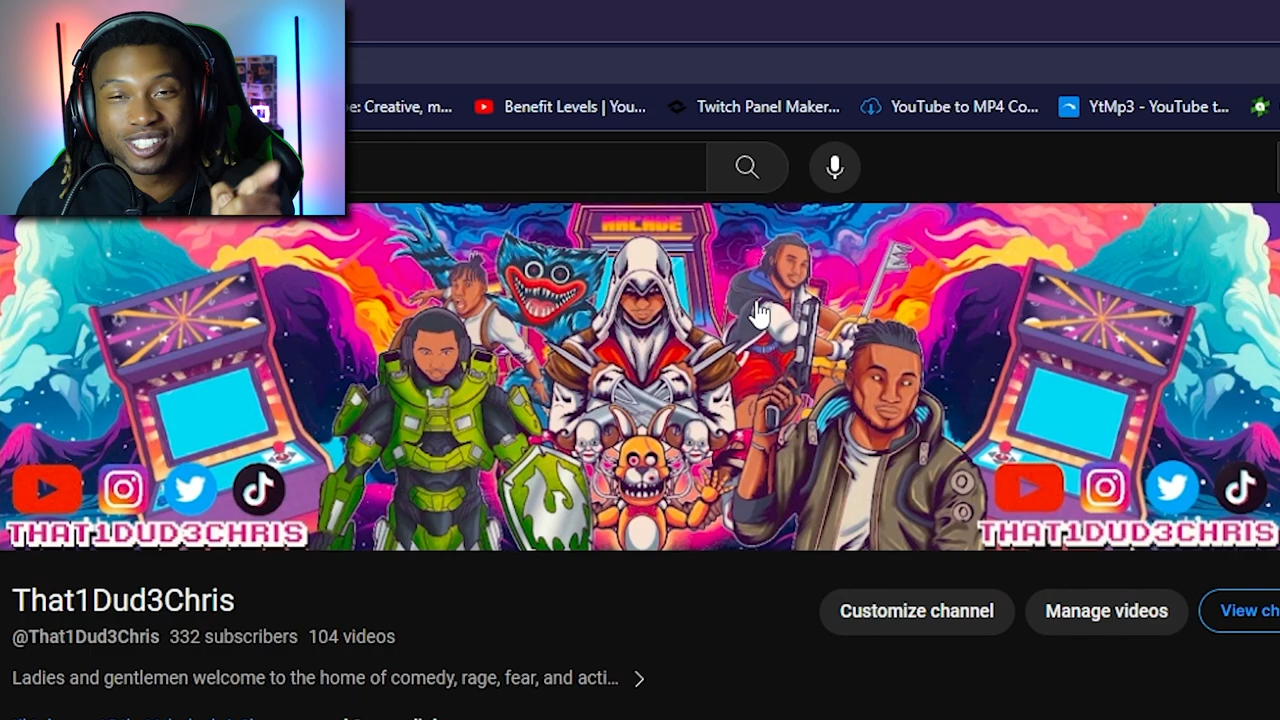 be: Creative, m...
Benefit Levels | You...
Twitch Panel Maker...
YouTube to MP4 Co...
YtMp3 - YouTube t...
ARCADE
THAT1DUD3CHRIS
THAT1DUD3CHRIS
That1Dud3Chris
@That1Dud3Chris 332 subscribers 104 videos
Customize channel
Manage videos
View ch
Ladies and gentlemen welcome to the home of comedy, rage, fear, and acti...